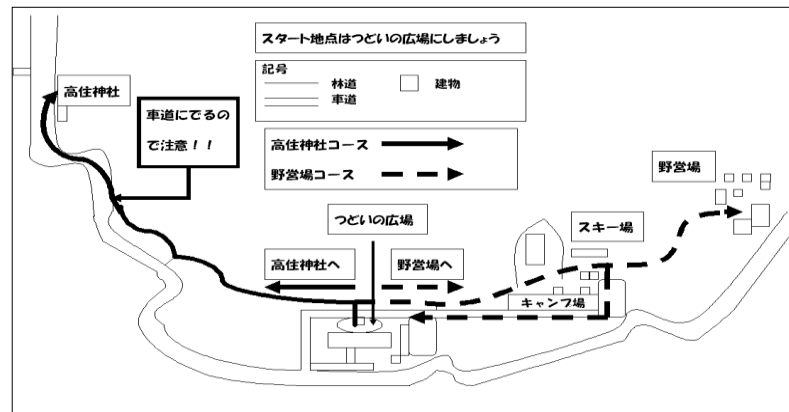 スタート地点はつどいの広場にしましょう
記号
林道
建物
車道
高住神社
車道にでるの
で注意！！
高住神社コース
野営場コース
野営場
つどいの広場
スキー場
高住神社へ
野営場へ
キャンプ場